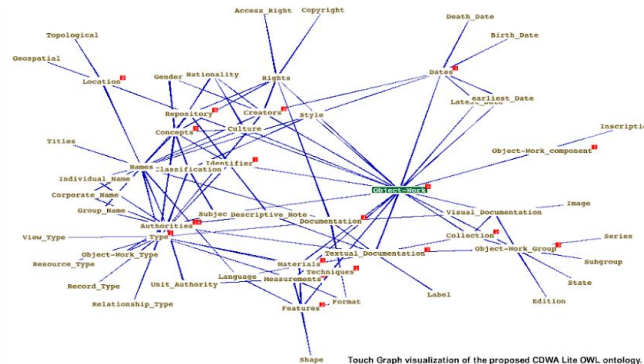 Death_Date
Access_Right Copyright
Topological
Birth_Date
Geospatial
Location
Gender Nationality
Rights
Dates
Repository
Creators
earliest_Date
Latest_Date
Concepts
Culture
Style
Inscription
Titles
Object-Work_component
Names
Classification
Identifier
Individual_Name
Object-Work
Corporate_Name
Group_Name
Image
Subject
Descriptive_Note
Visual_Documentation
Authorities
Documentation
View_Type
Type
Collection
Series
Object-Work_Type
Textual_Documentation
Object-Work_Group
Resource_Type
Materials
Subgroup
Record_Type
Unit_Authority
Language
Measurements
Techniques
State
Relationship_Type
Features
Format
Label
Edition
Shape
Touch Graph visualization of the proposed CDWA Lite OWL ontology.